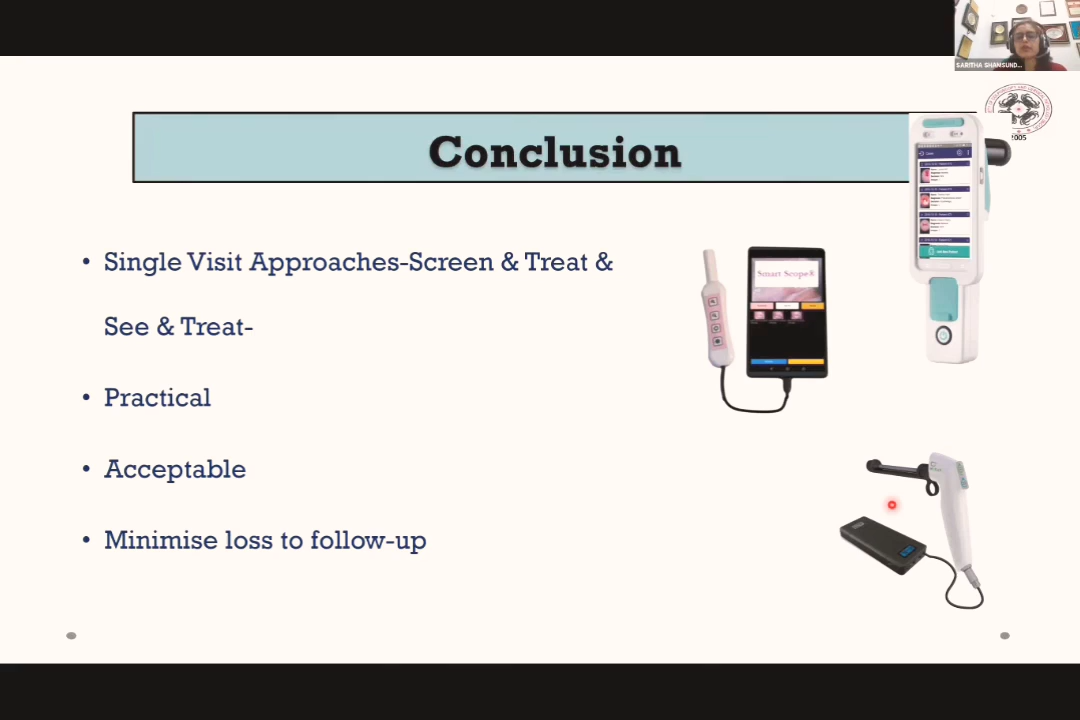 SARITHA SHAMSUND...
2005
Conclusion
• Single Visit Approaches-Screen & Treat &
See & Treat-
• Practical
• Acceptable
• Minimise loss to follow-up
Smart Scope®